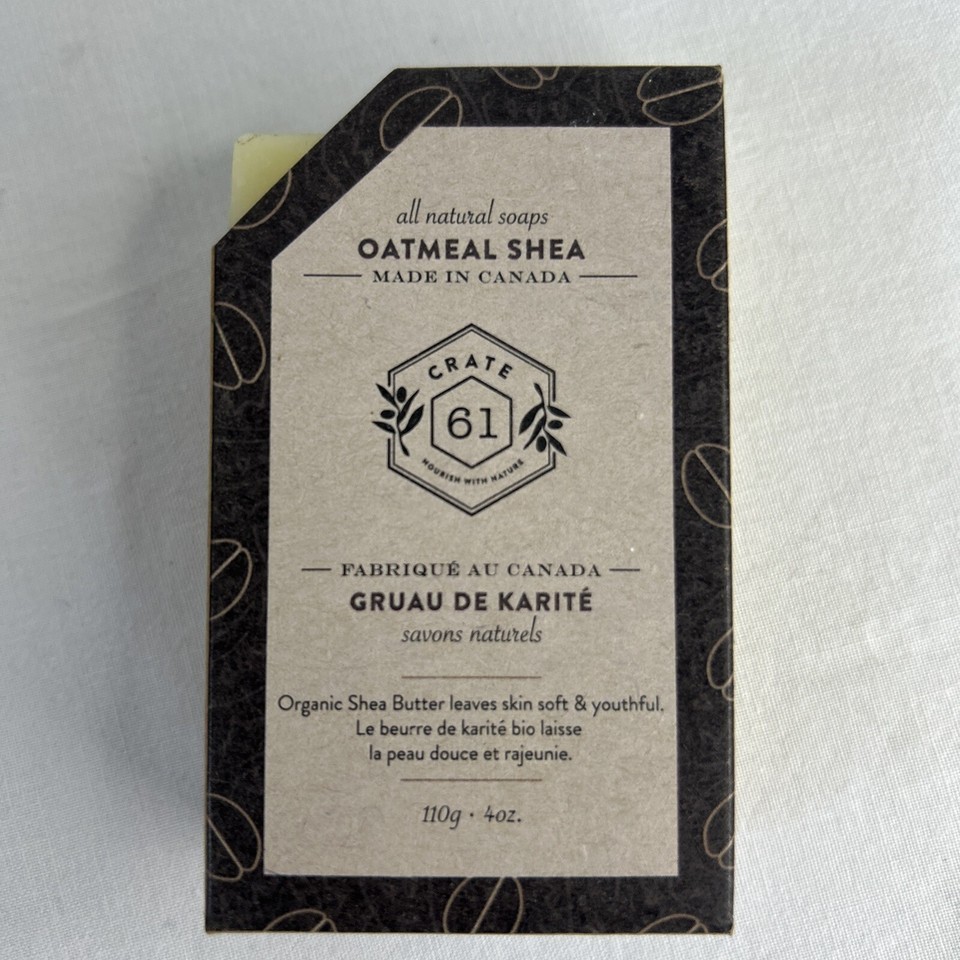 all natural soaps
OATMEAL SHEA
MADE IN CANADA
CRATE
61
NOURISH WITH NATURE
FABRIQUÉ AU CANADA
GRUAU DE KARITÉ
savons naturels
Organic Shea Butter leaves skin soft & youthful.
Le beurre de karité bio laisse
la peau douce et rajeunie.
110g · 4oz.